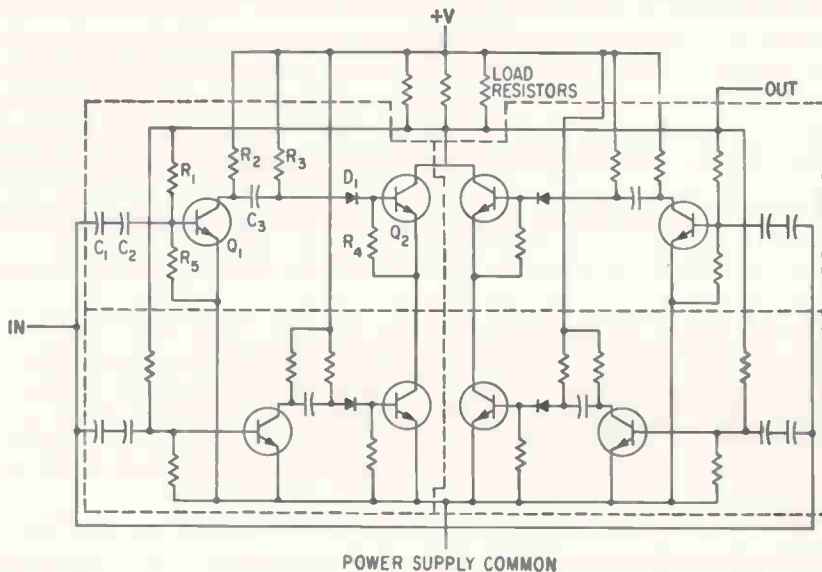 +V
LOAD
RESISTORS
OUT
R1
R2
R3
D1
C3
Q2
C1 C2
Q1
R4
R5
IN
POWER SUPPLY COMMON